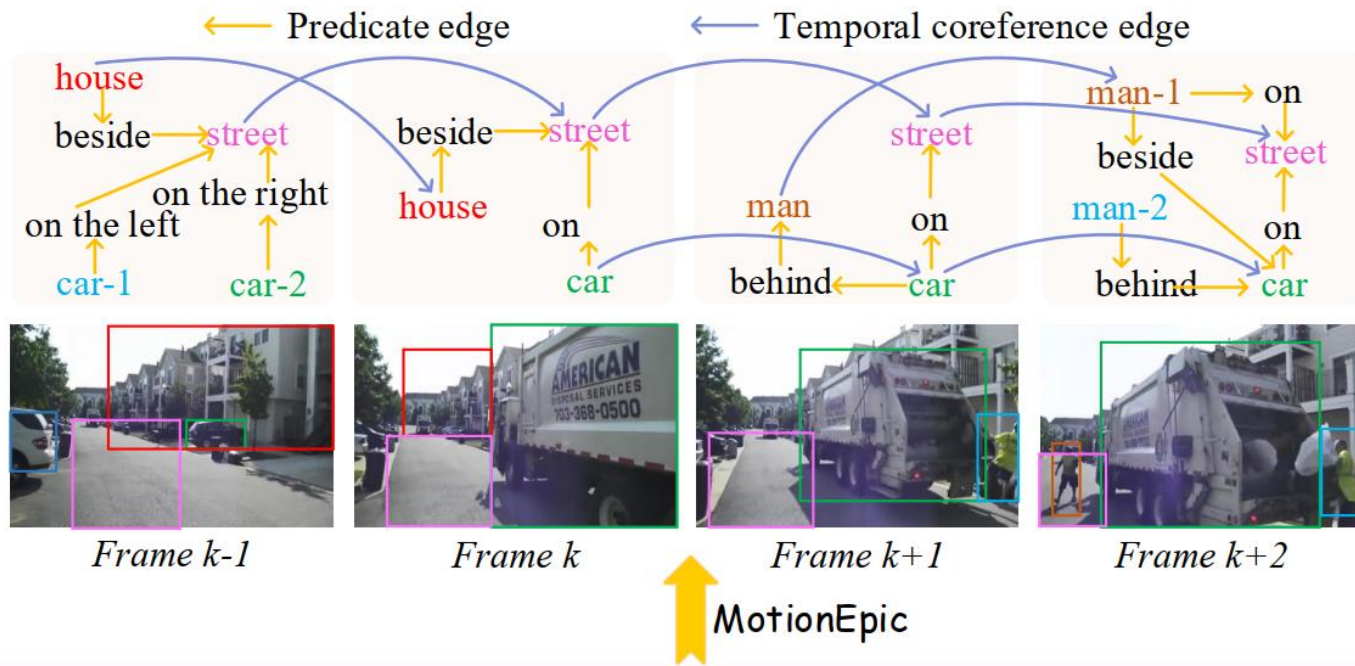 Predicate edge
Temporal coreference edge
house
beside
street
on the right
on the left
car-1
car-2
beside
street
house
on
car
street
man
on
behind
car
man-1
on
beside
street
man-2
on
behind
car
AMERICAN
DISPOSAL SERVICES
703-368-0500
AMERICAN
AMERICAN
Frame k-1
Frame k
Frame k+1
Frame k+2
MotionEpic